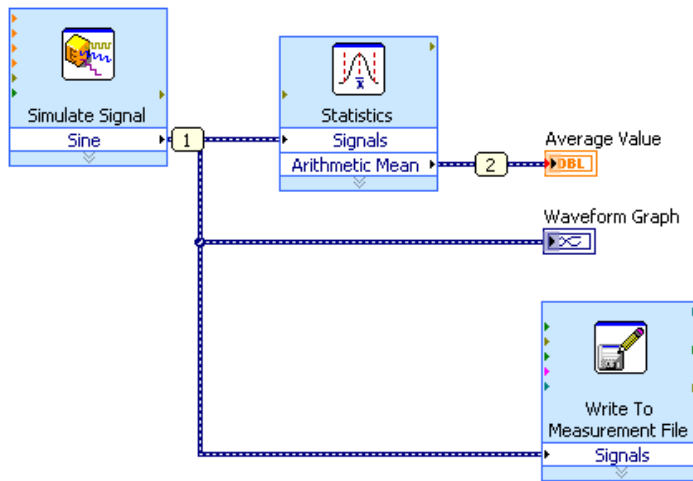 Simulate Signal
Sine
1
x̄
Statistics
Signals
Arithmetic Mean
2
Average Value
DBL
Waveform Graph
Write To
Measurement File
Signals